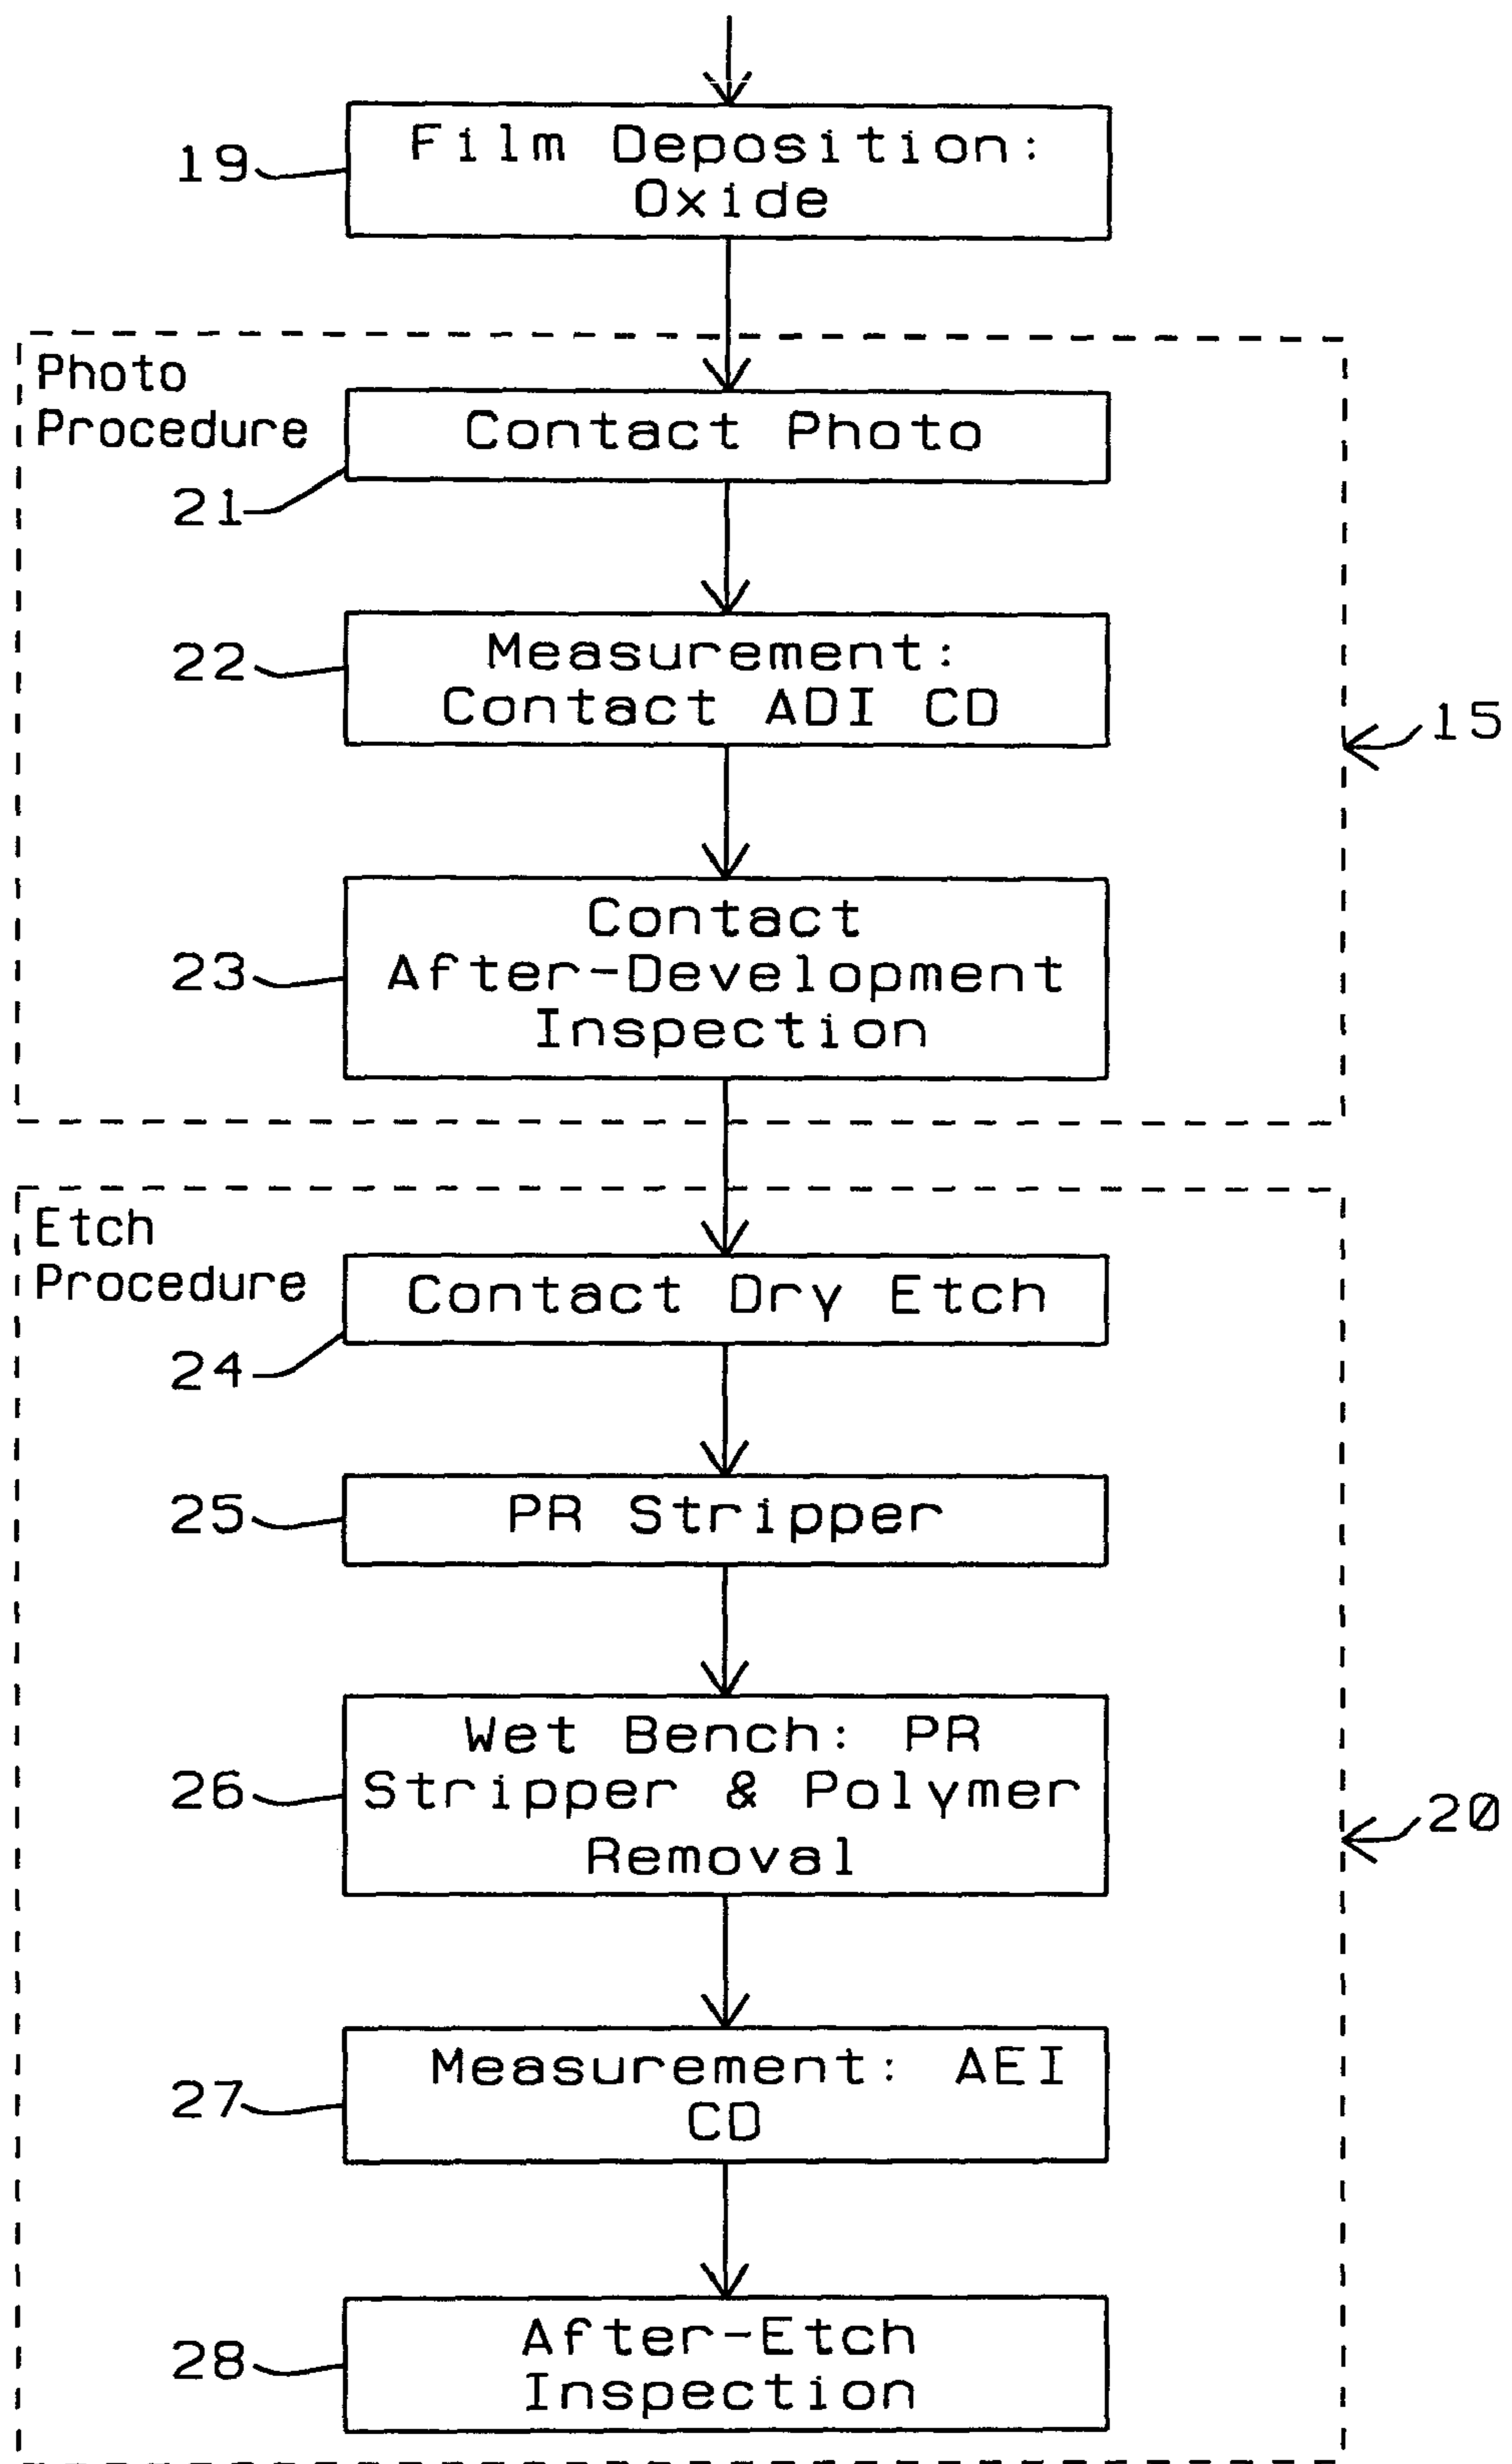 19
Film Deposition:
Oxide
Photo
Procedure
Contact Photo
21
22
Measurement:
Contact ADI CD
15
23
Contact
After-Development
Inspection
Etch
Procedure
Contact Dry Etch
24
25
PR Stripper
26
Wet Bench: PR
Stripper & Polymer
Removal
20
27
Measurement: AEI
CD
28
After-Etch
Inspection